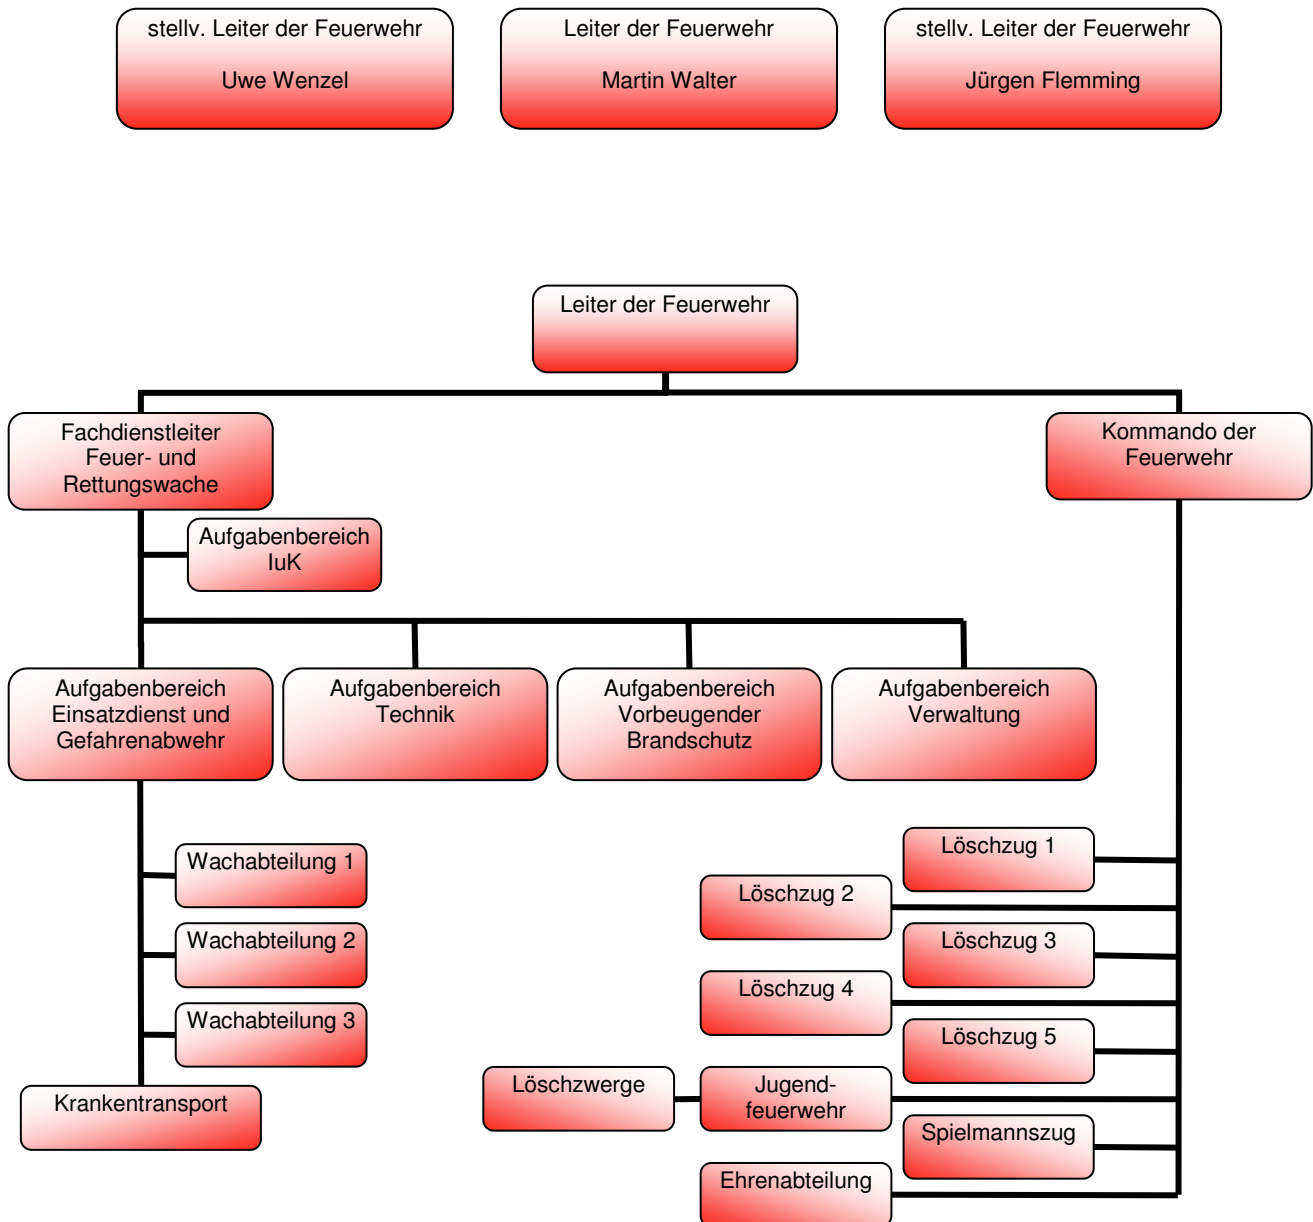 stellv. Leiter der Feuerwehr
Uwe Wenzel
Leiter der Feuerwehr
Martin Walter
stellv. Leiter der Feuerwehr
Jürgen Flemming
Leiter der Feuerwehr
Fachdienstleiter
Feuer- und
Rettungswache
Kommando der
Feuerwehr
Aufgabenbereich
IuK
Aufgabenbereich
Einsatzdienst und
Gefahrenabwehr
Aufgabenbereich
Technik
Aufgabenbereich
Vorbeugender
Brandschutz
Aufgabenbereich
Verwaltung
Wachabteilung 1
Wachabteilung 2
Wachabteilung 3
Krankentransport
Löschzug 1
Löschzug 2
Löschzug 3
Löschzug 4
Löschzug 5
Löschzwerge
Jugend-
feuerwehr
Spielmannszug
Ehrenabteilung